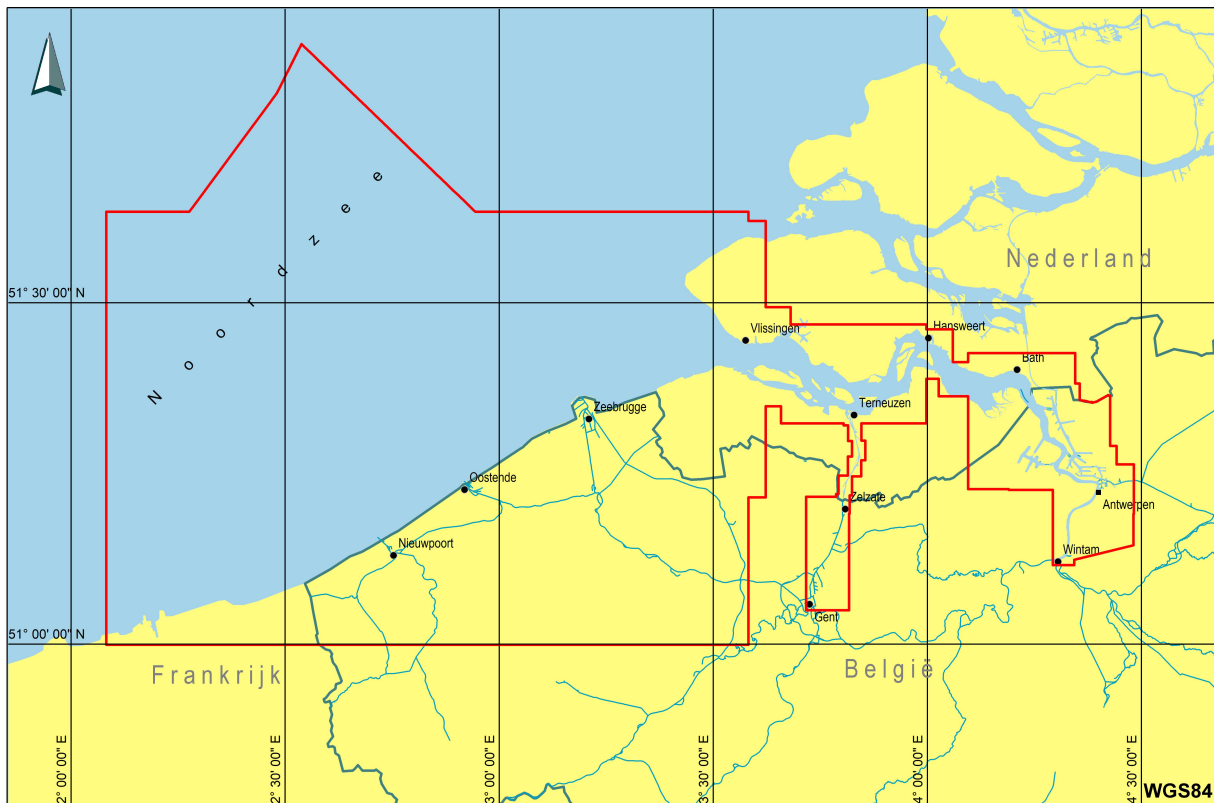 Noordzee
Nederland
51° 30' 00" N
Vlissingen
Hansweert
Bath
Zeebrugge
Terneuzen
Oostende
Zelzate
Antwerpen
Nieuwpoort
Wintam
Gent
51° 00' 00" N
Frankrijk
België
2° 00' 00" E
2° 30' 00" E
3° 00' 00" E
3° 30' 00" E
4° 00' 00" E
4° 30' 00" E
WGS84